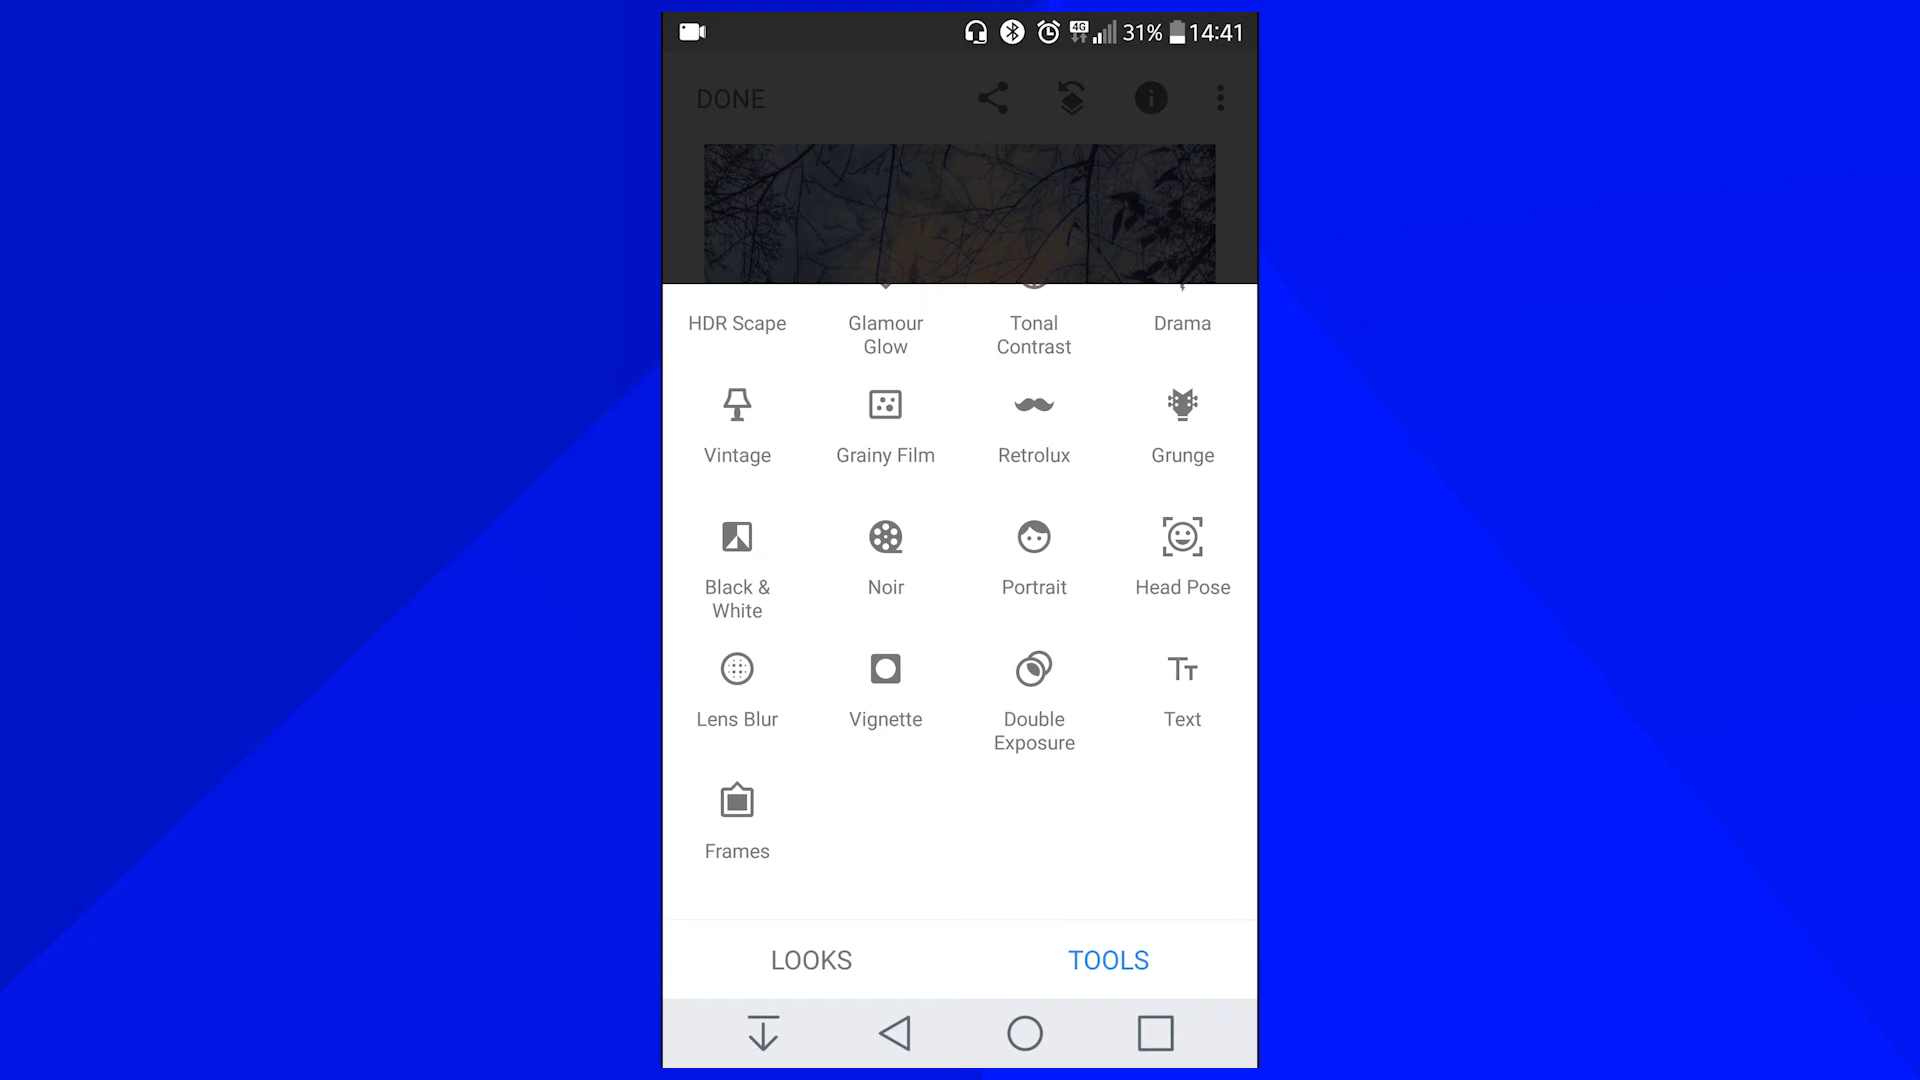 4G 31% 14:41
DONE
HDR Scape
Glamour
Glow
Tonal
Contrast
Drama
Vintage
Grainy Film
Retrolux
Grunge
Black &
White
Noir
Portrait
Head Pose
Lens Blur
Vignette
Double
Exposure
Text
Frames
LOOKS
TOOLS